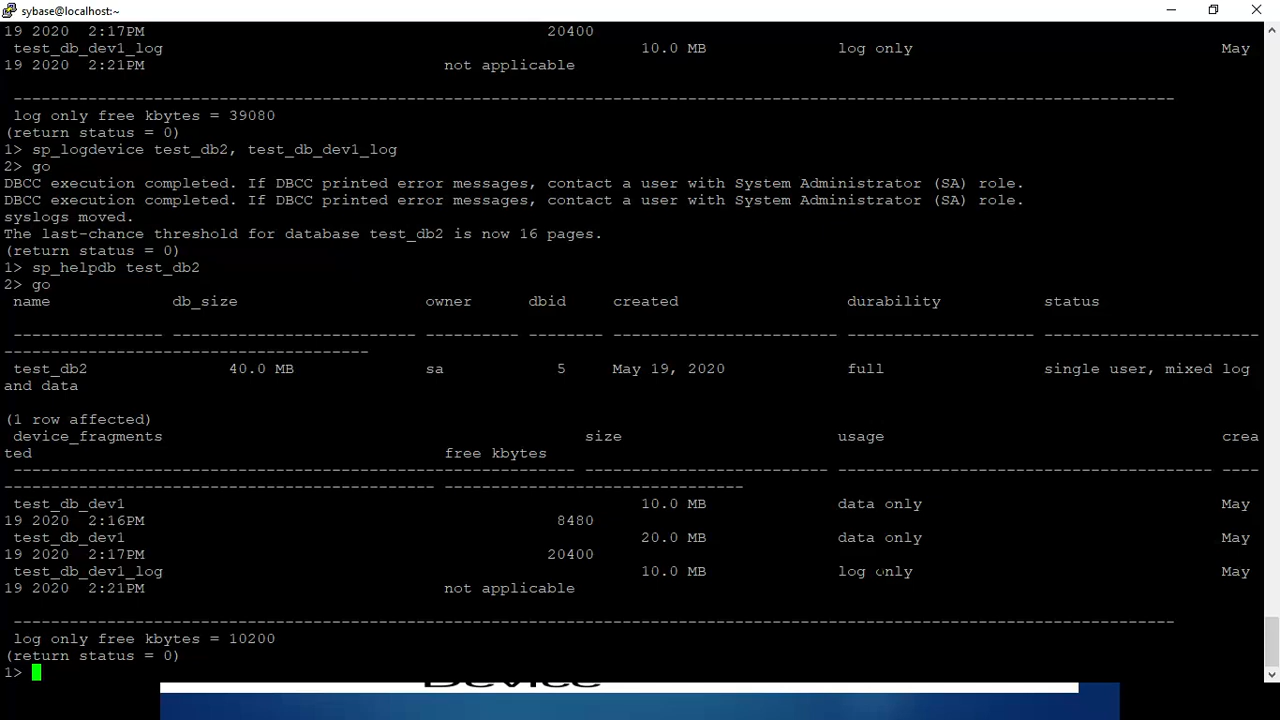 sybase@localhost:~
19 2020  2:17PM                                           20400
 test_db_dev1_log                                                   10.0 MB              log only                                 May
19 2020  2:21PM                                not applicable
 ----------------------------------------------------------------------------------------------------------------------------
 log only free kbytes = 39080
(return status = 0)
1> sp_logdevice test_db2, test_db_dev1_log
2> go
DBCC execution completed. If DBCC printed error messages, contact a user with System Administrator (SA) role.
DBCC execution completed. If DBCC printed error messages, contact a user with System Administrator (SA) role.
syslogs moved.
The last-chance threshold for database test_db2 is now 16 pages.
(return status = 0)
1> sp_helpdb test_db2
2> go
 name             db_size                    owner      dbid     created                  durability           status
 ---------------- -------------------------- ---------- -------- ------------------------ -------------------- -----------------------
---------------------------------------
 test_db2               40.0 MB              sa            5     May 19, 2020             full                 single user, mixed log
and data
(1 row affected)
 device_fragments                                             size                       usage                                    crea
ted                                            free kbytes
 ------------------------------------------------------------ -------------------------- ---------------------------------------- ----
---------------------------------------------- --------------------------------
 test_db_dev1                                                       10.0 MB              data only                                May
19 2020  2:16PM                                            8480
 test_db_dev1                                                       20.0 MB              data only                                May
19 2020  2:17PM                                           20400
 test_db_dev1_log                                                   10.0 MB              log only                                 May
19 2020  2:21PM                                not applicable
 ----------------------------------------------------------------------------------------------------------------------------
 log only free kbytes = 10200
(return status = 0)
1>
Device